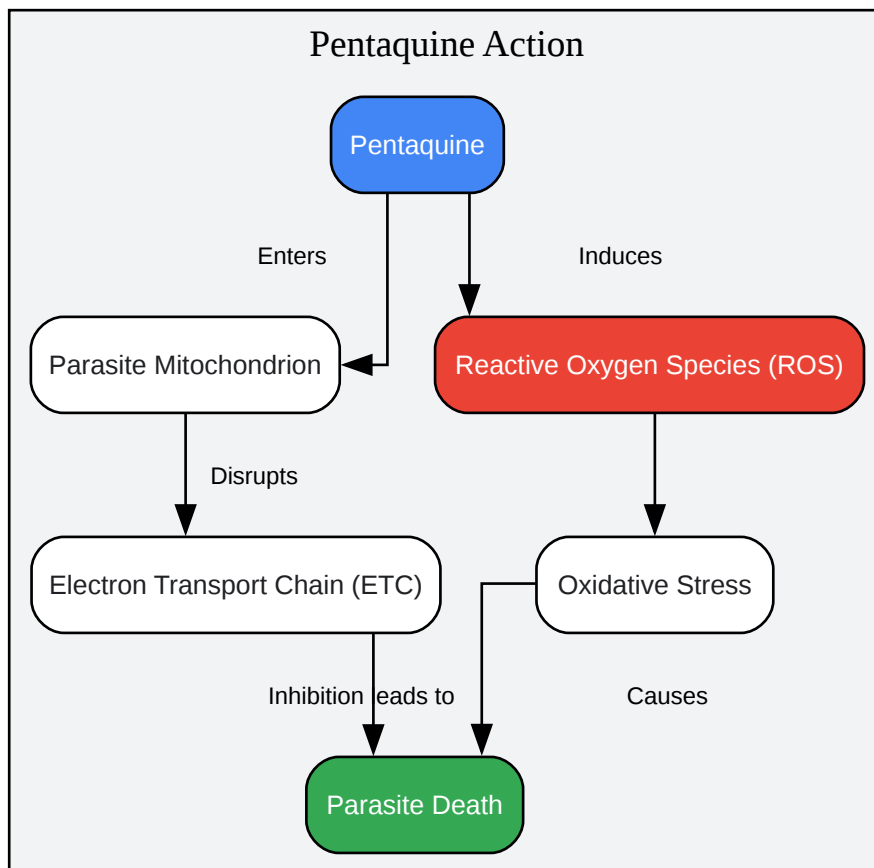 Pentaquine Action
Pentaquine
Enters
Induces
Parasite Mitochondrion
Reactive Oxygen Species (ROS)
Disrupts
Electron Transport Chain (ETC)
Oxidative Stress
Inhibition leads to
Causes
Parasite Death